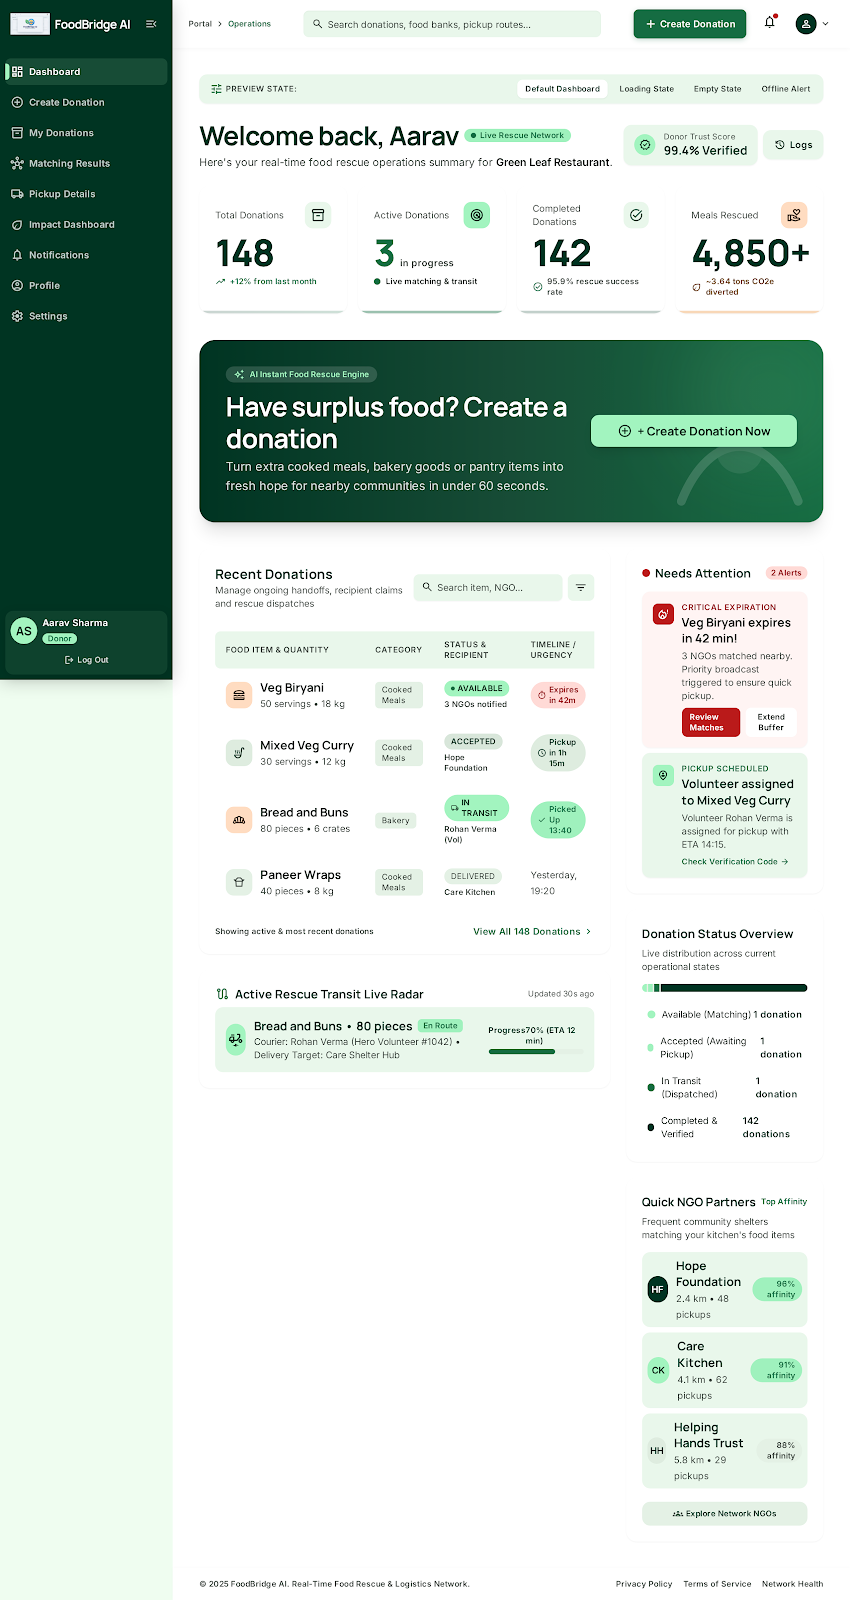 FoodBridge AI
Dashboard
Create Donation
My Donations
Matching Results
Pickup Details
Impact Dashboard
Notifications
Profile
Settings
AS
Aarav Sharma
Donor
Log Out
Portal > Operations
Search donations, food banks, pickup routes...
+ Create Donation
PREVIEW STATE:
Default Dashboard
Loading State
Empty State
Offline Alert
Welcome back, Aarav
Live Rescue Network
Here's your real-time food rescue operations summary for Green Leaf Restaurant.
Donor Trust Score
99.4% Verified
Logs
Total Donations
148
+12% from last month
Active Donations
3 in progress
Live matching & transit
Completed
Donations
142
95.9% rescue success
rate
Meals Rescued
4,850+
~3.64 tons CO2e
diverted
AI Instant Food Rescue Engine
Have surplus food? Create a
donation
Turn extra cooked meals, bakery goods or pantry items into
fresh hope for nearby communities in under 60 seconds.
+ Create Donation Now
Recent Donations
Manage ongoing handoffs, recipient claims
and rescue dispatches
Search item, NGO...
FOOD ITEM & QUANTITY
CATEGORY
STATUS &
RECIPIENT
TIMELINE /
URGENCY
Veg Biryani
50 servings • 18 kg
Cooked
Meals
• AVAILABLE
3 NGOs notified
Expires
in 42m
Mixed Veg Curry
30 servings • 12 kg
Cooked
Meals
ACCEPTED
Hope
Foundation
Pickup
in 1h
15m
Bread and Buns
80 pieces • 6 crates
Bakery
IN
TRANSIT
Rohan Verma
(Vol)
Picked
Up
13:40
Paneer Wraps
40 pieces • 8 kg
Cooked
Meals
DELIVERED
Care Kitchen
Yesterday,
19:20
Showing active & most recent donations
View All 148 Donations >
Active Rescue Transit Live Radar
Updated 30s ago
Bread and Buns • 80 pieces
En Route
Courier: Rohan Verma (Hero Volunteer #1042) •
Delivery Target: Care Shelter Hub
Progress70% (ETA 12
min)
Needs Attention
2 Alerts
CRITICAL EXPIRATION
Veg Biryani expires
in 42 min!
3 NGOs matched nearby.
Priority broadcast
triggered to ensure quick
pickup.
Review
Matches
Extend
Buffer
PICKUP SCHEDULED
Volunteer assigned
to Mixed Veg Curry
Volunteer Rohan Verma is
assigned for pickup with
ETA 14:15.
Check Verification Code →
Donation Status Overview
Live distribution across current
operational states
Available (Matching) 1 donation
Accepted (Awaiting
Pickup)
1
donation
In Transit
(Dispatched)
1
donation
Completed &
Verified
142
donations
Quick NGO Partners
Top Affinity
Frequent community shelters
matching your kitchen's food items
HF
Hope
Foundation
2.4 km • 48
pickups
96%
affinity
CK
Care
Kitchen
4.1 km • 62
pickups
91%
affinity
HH
Helping
Hands Trust
5.8 km • 29
pickups
88%
affinity
Explore Network NGOs
© 2025 FoodBridge AI. Real-Time Food Rescue & Logistics Network.
Privacy Policy
Terms of Service
Network Health